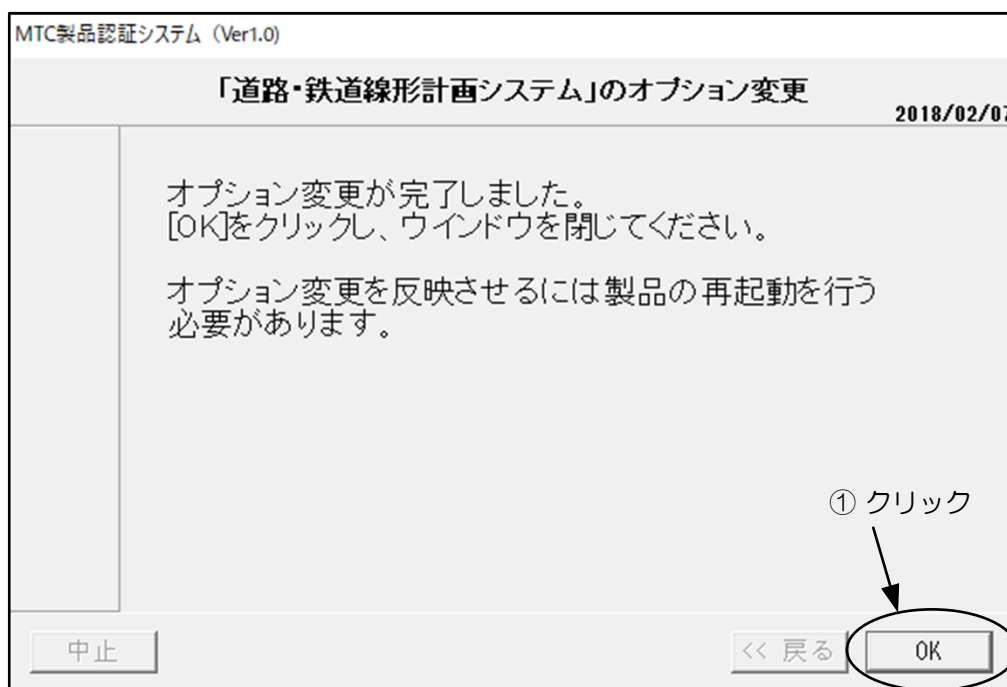 MTC製品認証システム（Ver1.0）
「道路・鉄道線形計画システム」のオプション変更
2018/02/07
オプション変更が完了しました。
[OK]をクリックし、ウインドウを閉じてください。
オプション変更を反映させるには製品の再起動を行う
必要があります。
① クリック
中止
<< 戻る
OK